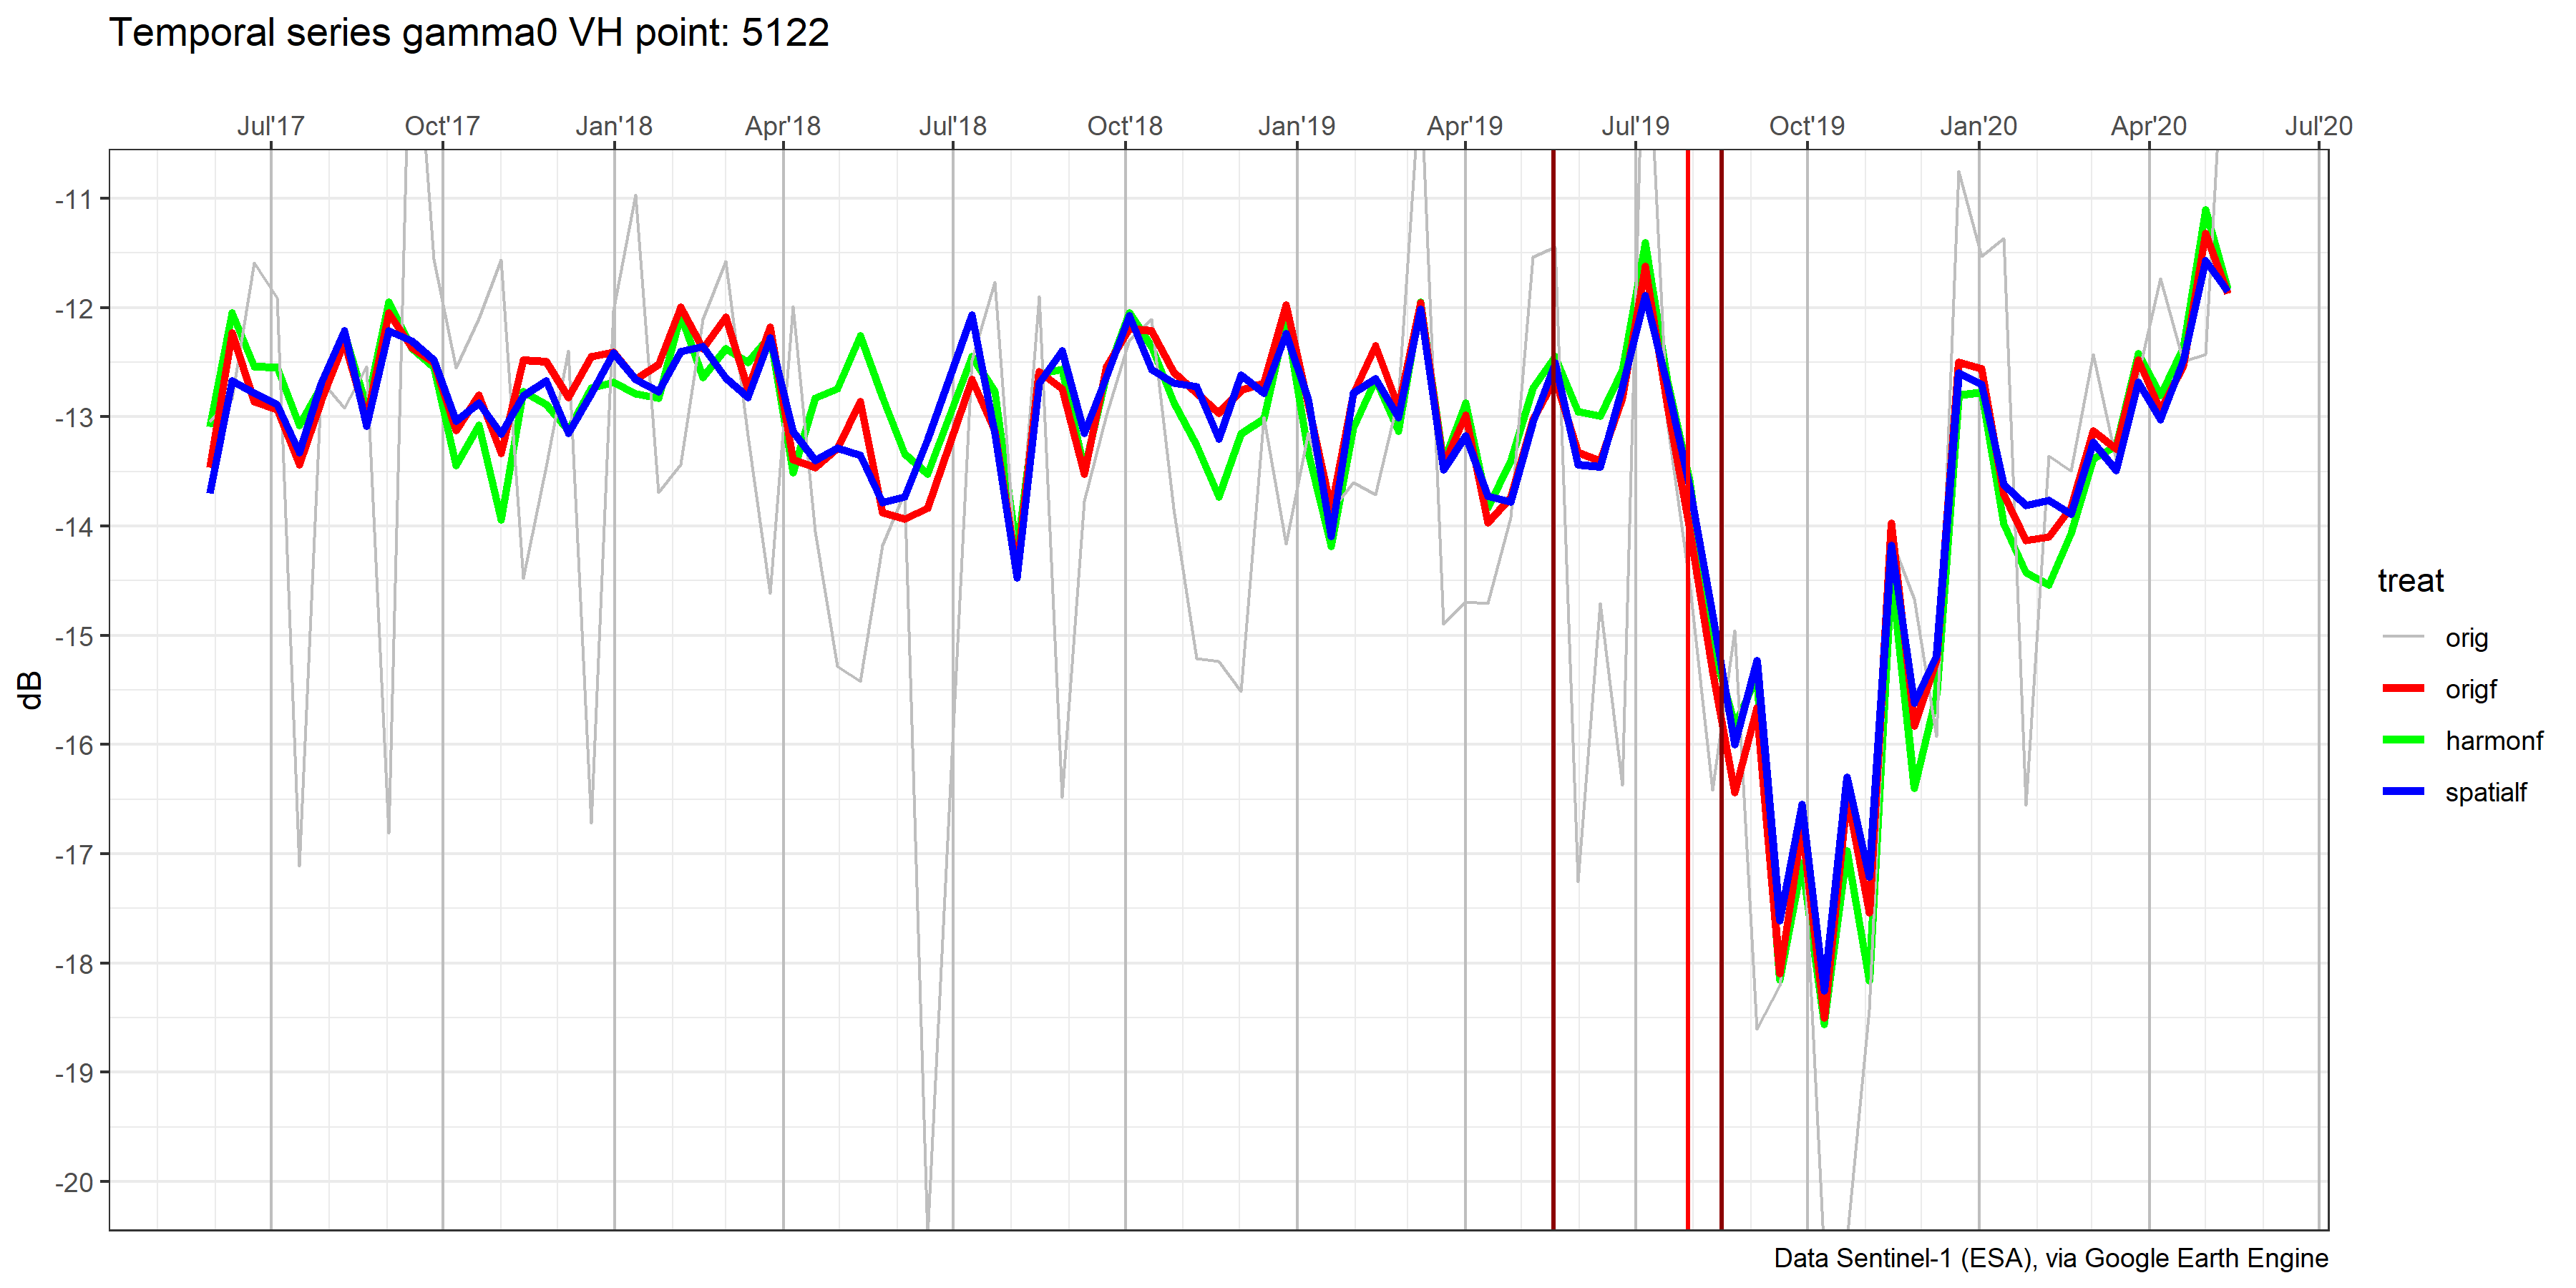 Temporal series gamma0 VH point: 5122
Jul'17 Oct'17 Jan'18 Apr'18 Jul'18 Oct'18 Jan'19 Apr'19 Jul'19 Oct'19 Jan'20 Apr'20 Jul'20
-11
-12
-13
-14
-15
-16
-17
-18
-19
-20
dB
treat
orig
origf
harmonf
spatialf
Data Sentinel-1 (ESA), via Google Earth Engine